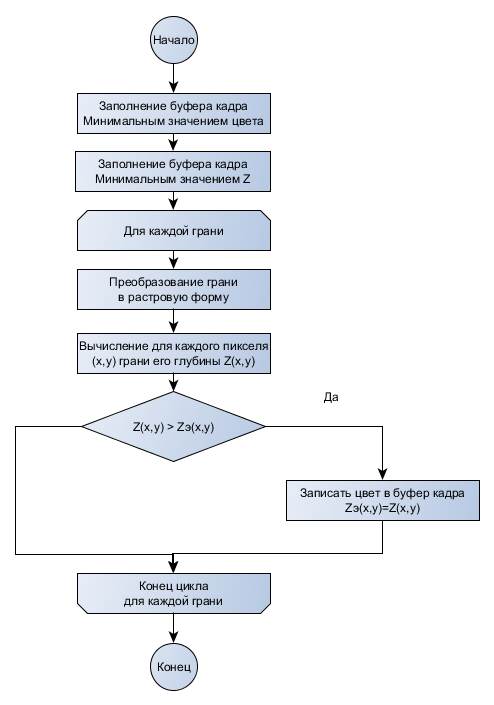 Начало
Заполнение буфера кадра
Минимальным значением цвета
Заполнение буфера кадра
Минимальным значением Z
Для каждой грани
Преобразование грани
в растровую форму
Вычисление для каждого пикселя
(x,y) грани его глубины Z(x,y)
Да
Z(x,y) > Zэ(x,y)
Записать цвет в буфер кадра
Zэ(x,y)=Z(x,y)
Конец цикла
для каждой грани
Конец